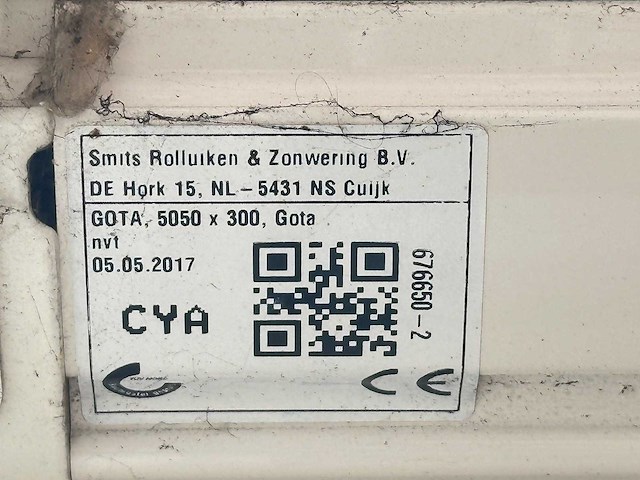 Smits Rolluiken & Zonwering B.V.
DE Hork 15, NL-5431 NS Cuijk
GOTA, 5050 x 300, Gota
nvt
05.05.2017
676650-2
CYA
CE